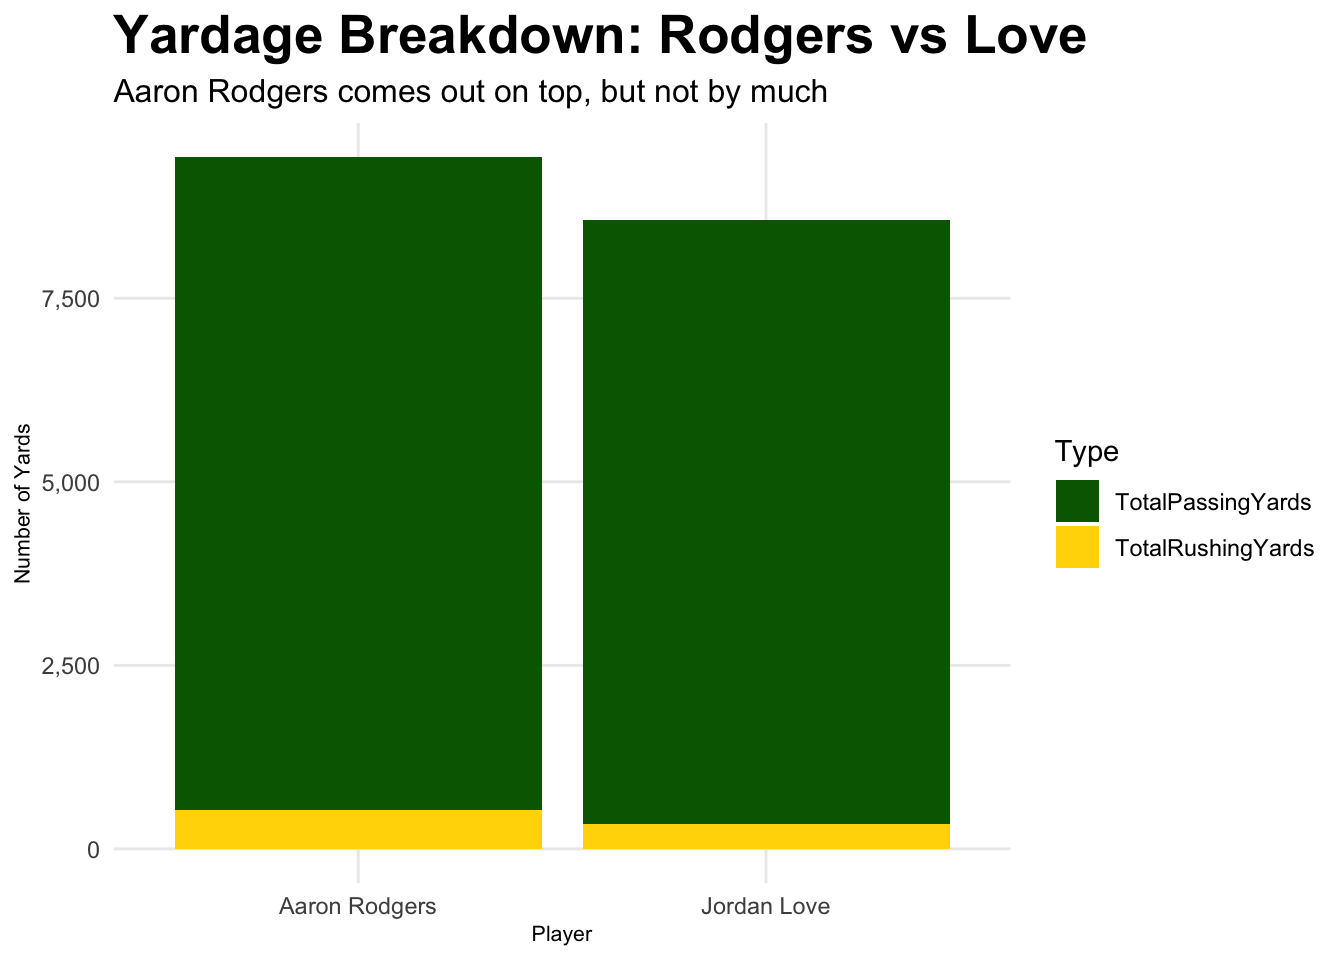 Yardage Breakdown: Rodgers vs Love
Aaron Rodgers comes out on top, but not by much
Number of Yards
7,500
5,000
2,500
0
Aaron Rodgers
Jordan Love
Player
Type
TotalPassingYards
TotalRushingYards